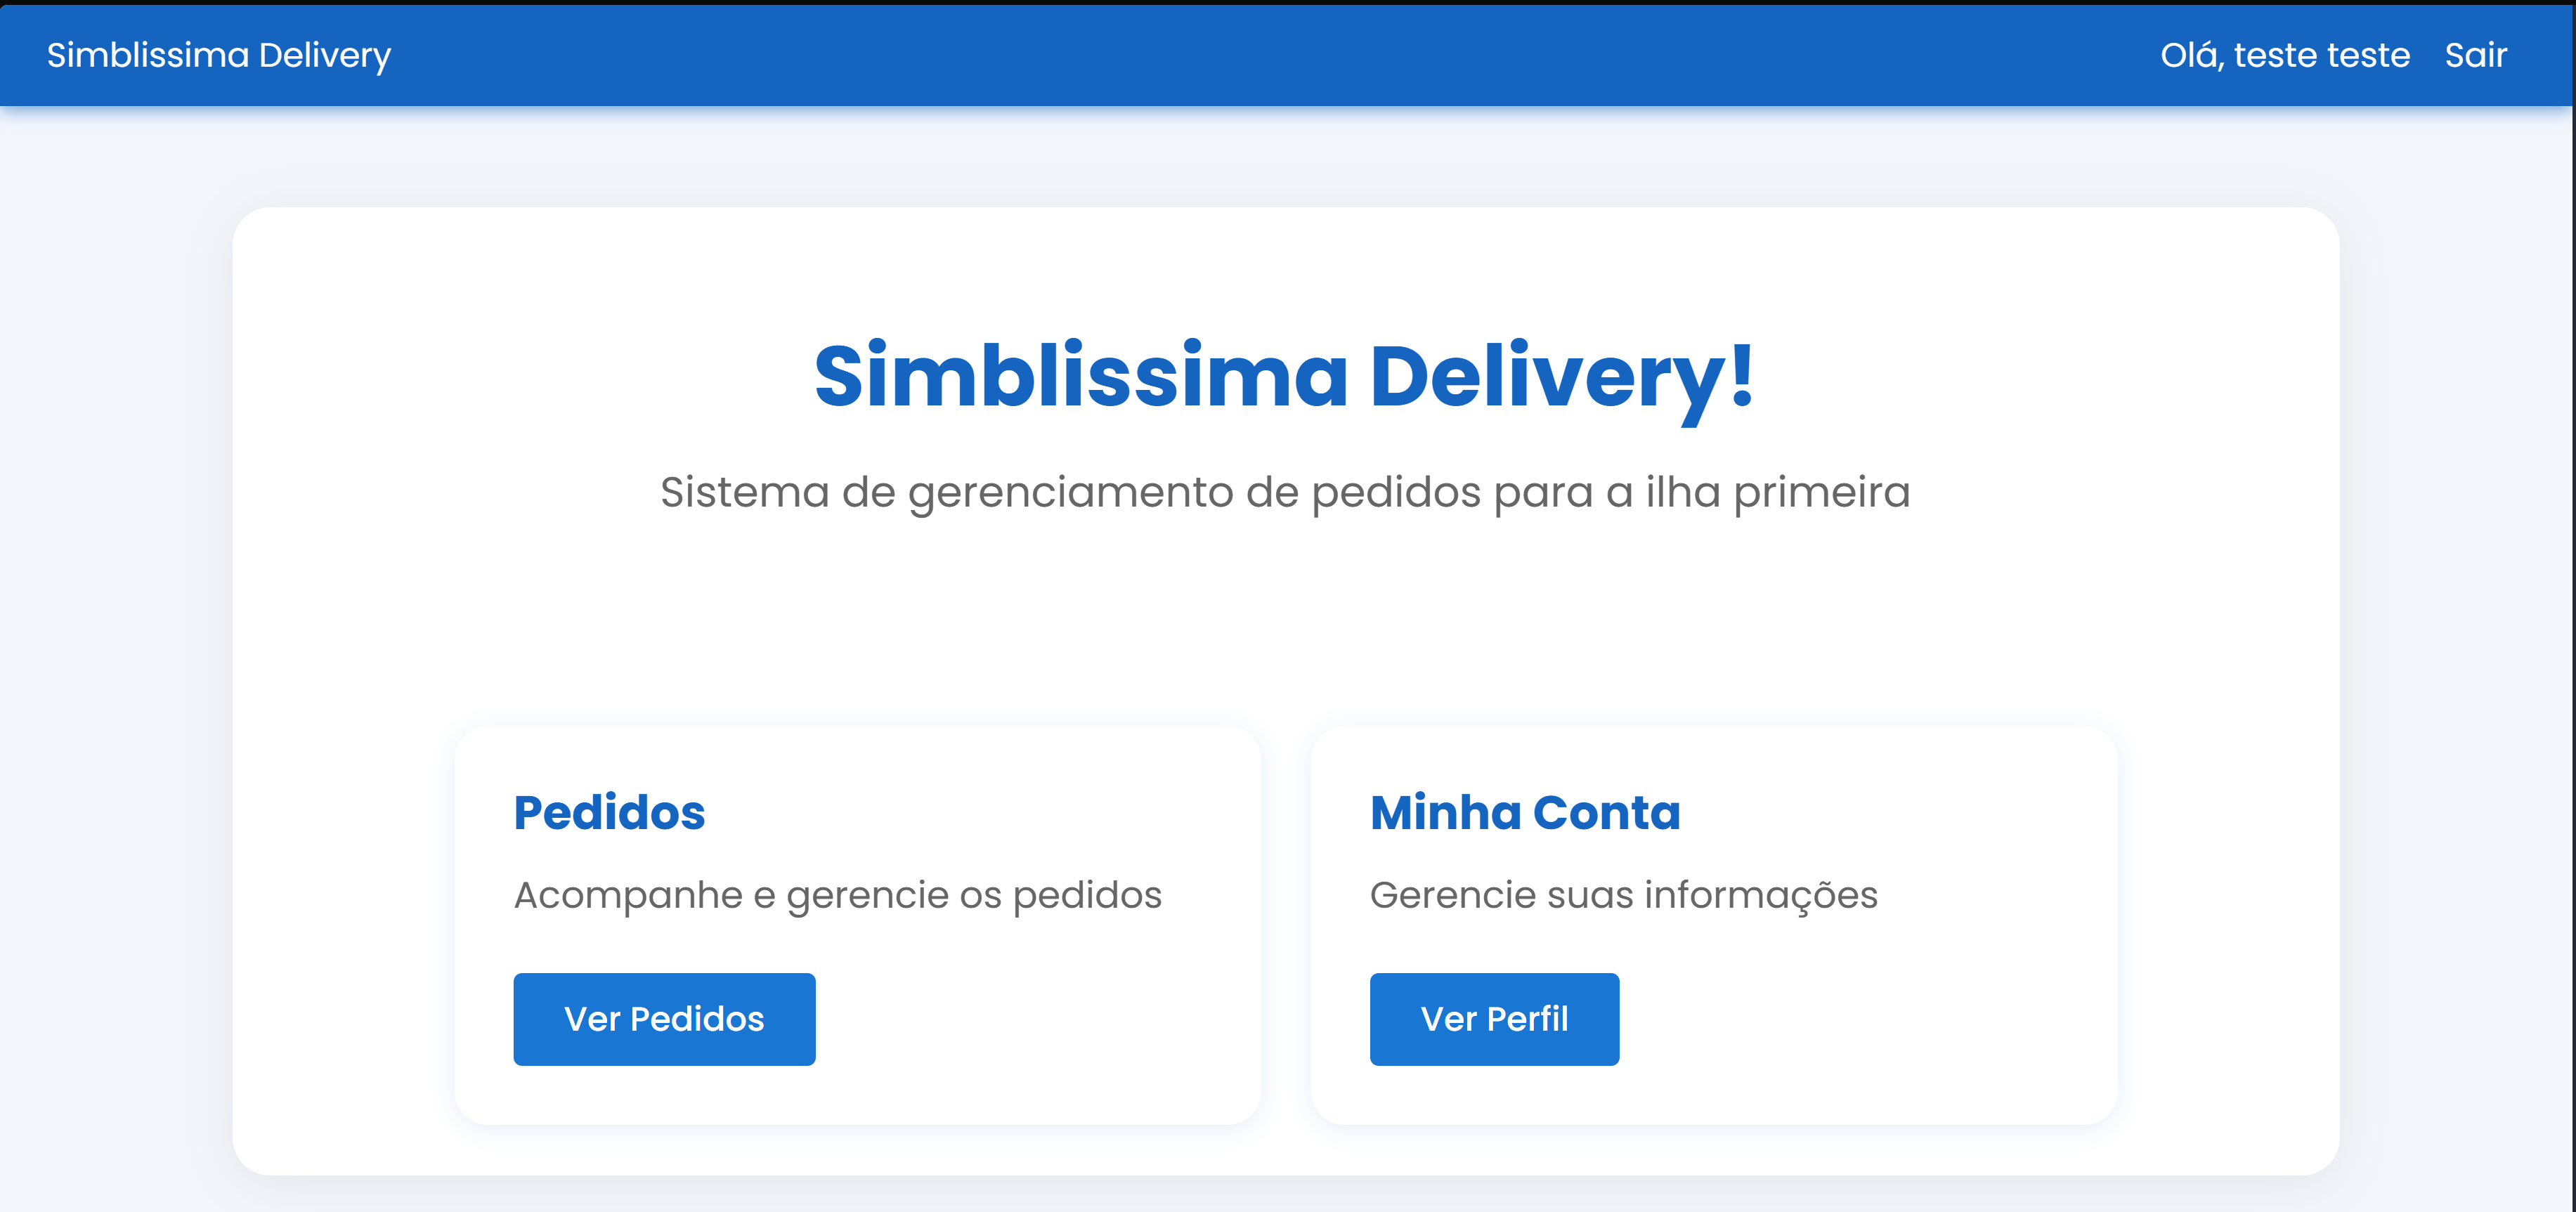 Simblissima Delivery
Olá, teste teste Sair
Simblissima Delivery!
Sistema de gerenciamento de pedidos para a ilha primeira
Pedidos
Acompanhe e gerencie os pedidos
Ver Pedidos
Minha Conta
Gerencie suas informações
Ver Perfil